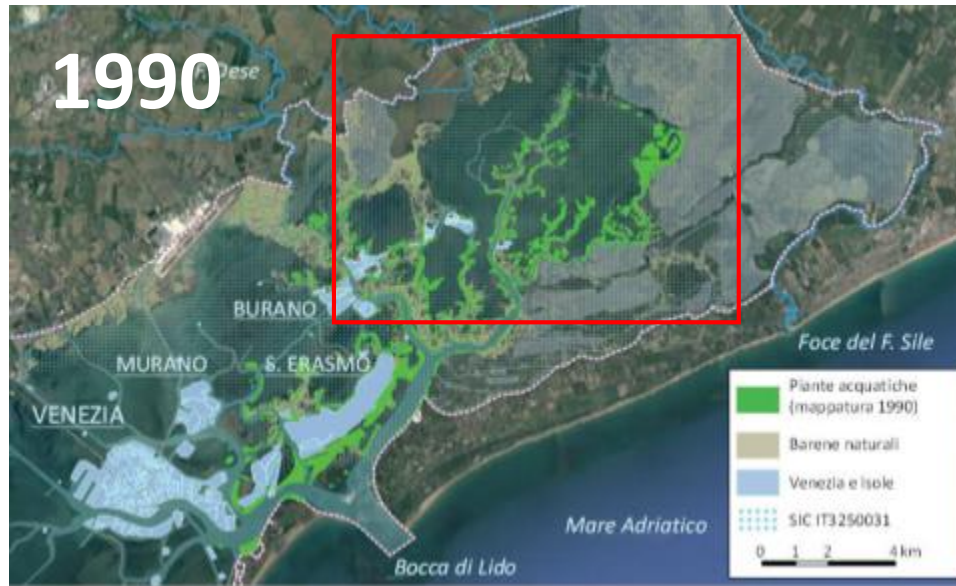 1990
F. Dese
BURANO
MURANO
S. ERASMO
VENEZIA
Foce del F. Sile
Mare Adriatico
Bocca di Lido
Piante acquatiche
(mappatura 1990)
Barene naturali
Venezia e Isole
SIC IT3250031
0 1 2 4 km